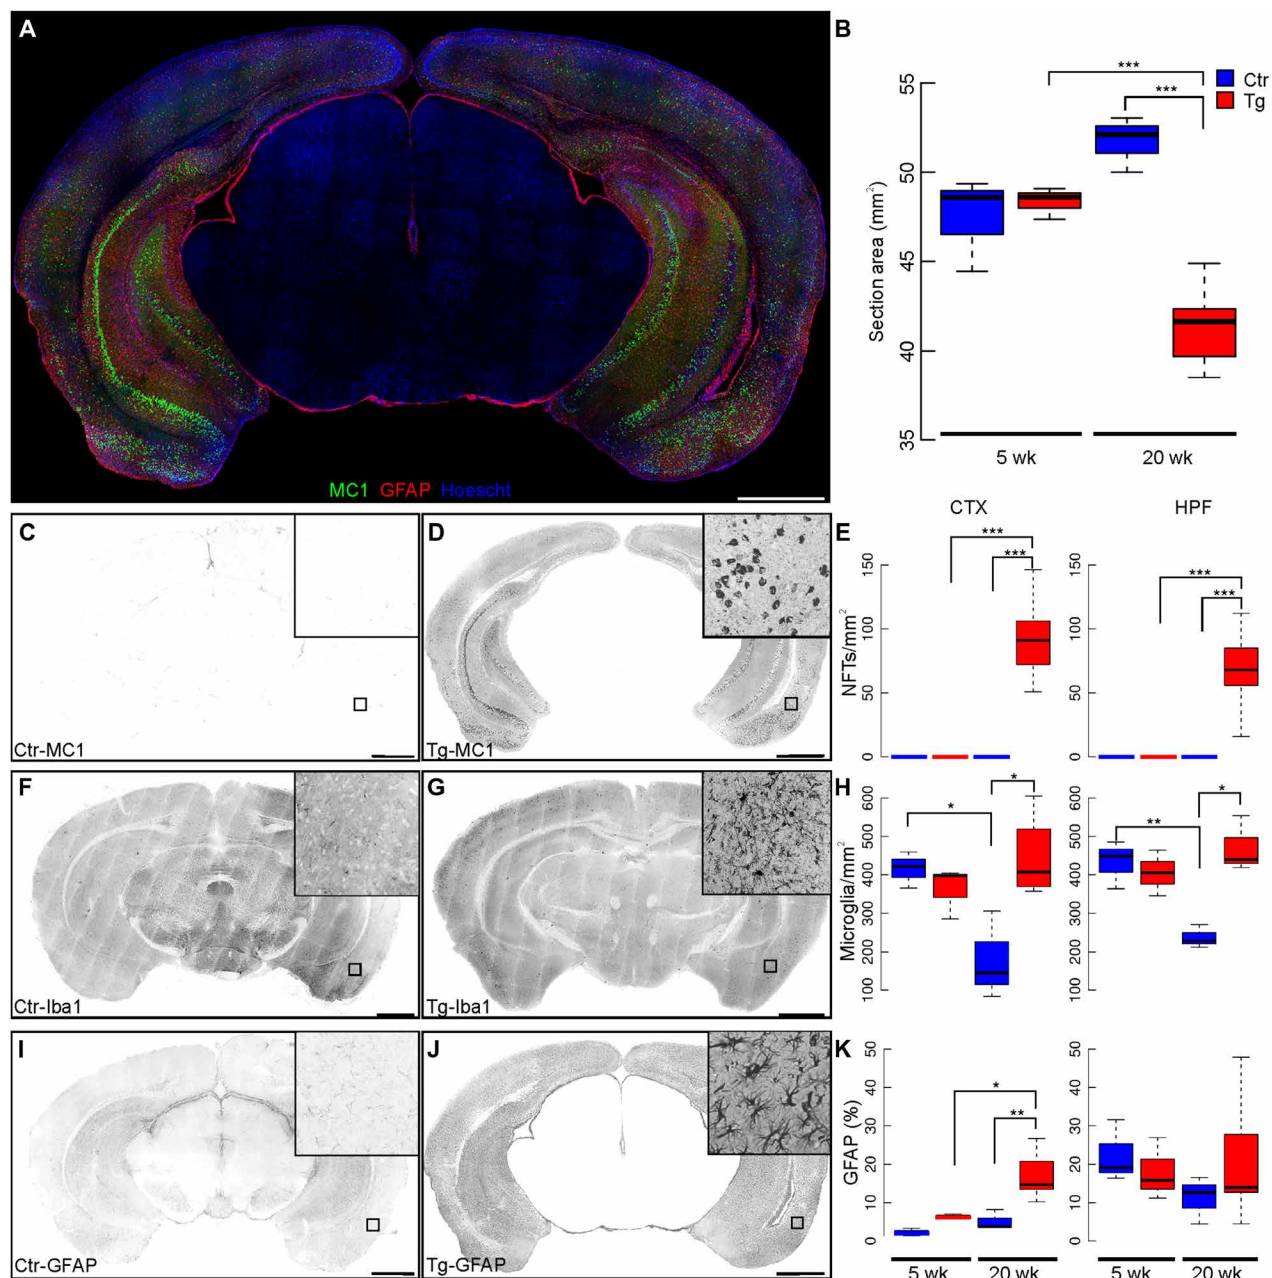 A
MC1 GFAP Hoescht
B
Section area (mm2)
55
50
45
40
35
***
***
Ctr
Tg
5 wk
20 wk
C
Ctr-MC1
D
Tg-MC1
CTX
HPF
E
NFTs/mm2
150
100
50
0
***
***
150
100
50
0
***
***
F
Ctr-Iba1
G
Tg-Iba1
H
Microglia/mm2
600
500
400
300
200
100
*
*
600
500
400
300
200
100
**
*
I
Ctr-GFAP
J
Tg-GFAP
K
GFAP (%)
50
40
30
20
10
0
*
**
50
40
30
20
10
0
5 wk
20 wk
5 wk
20 wk